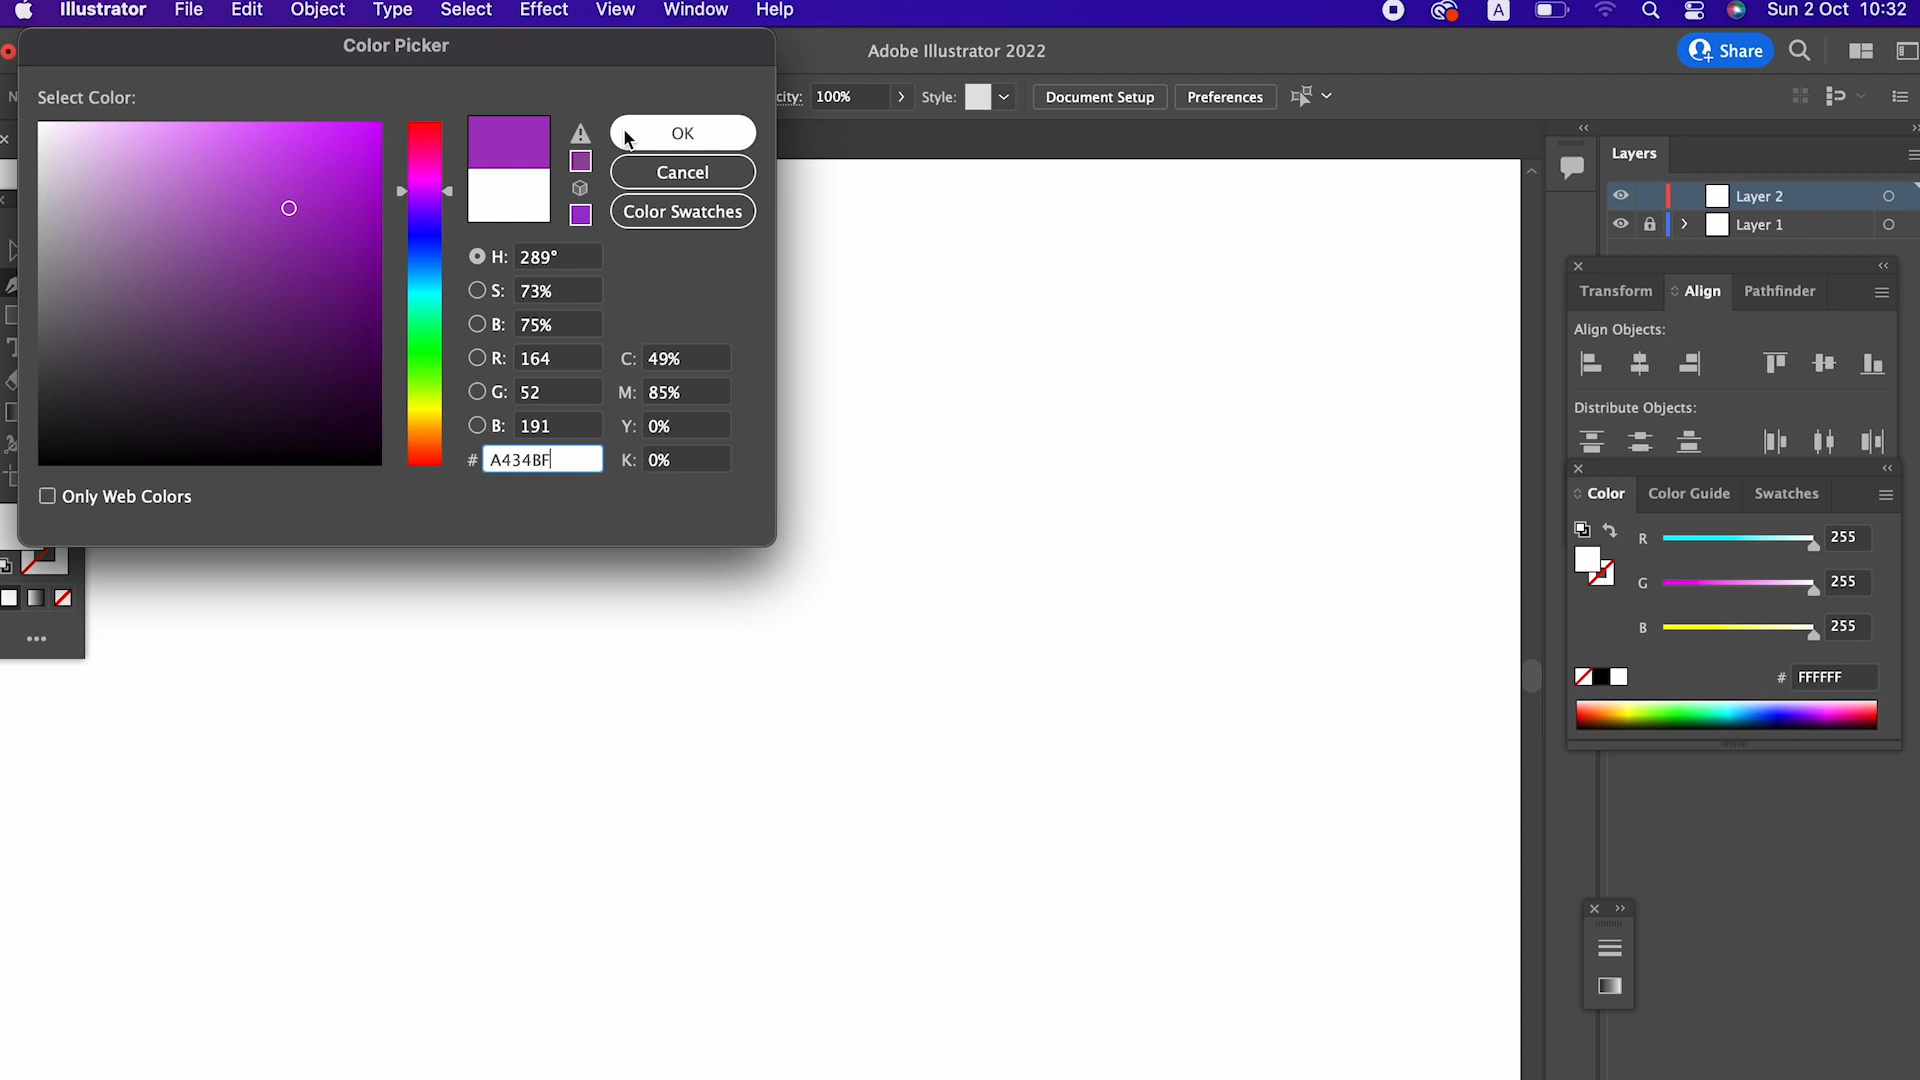 Illustrator File Edit Object Type Select Effect View Window Help A Sun 2 Oct 10:32
Color Picker
Adobe Illustrator 2022
Share
Select Color:
city: 100% Style: Document Setup Preferences
OK
Cancel
Color Swatches
H: 289°
S: 73%
B: 75%
R: 164 C: 49%
G: 52 M: 85%
B: 191 Y: 0%
# A434BF K: 0%
Only Web Colors
Layers
Layer 2
Layer 1
Transform Align Pathfinder
Align Objects:
Distribute Objects:
Color Color Guide Swatches
R 255
G 255
B 255
# FFFFFF